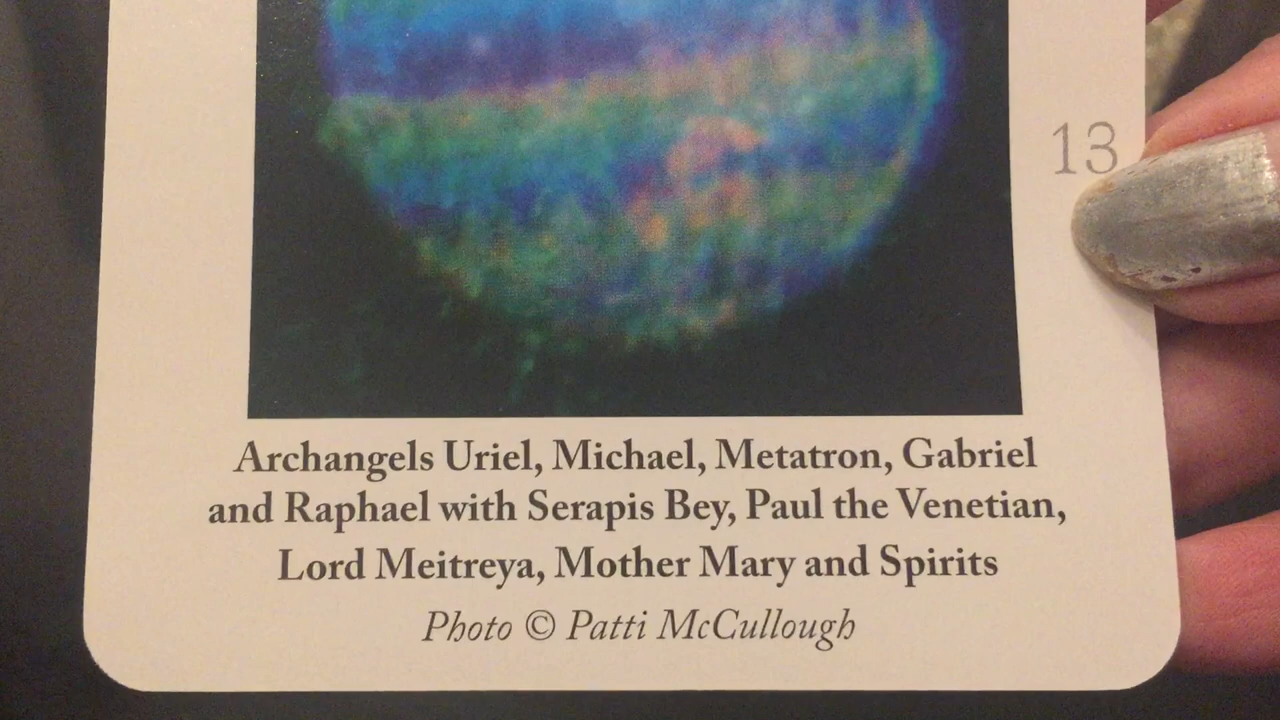 13
Archangels Uriel, Michael, Metatron, Gabriel
and Raphael with Serapis Bey, Paul the Venetian,
Lord Meitreya, Mother Mary and Spirits
Photo © Patti McCullough